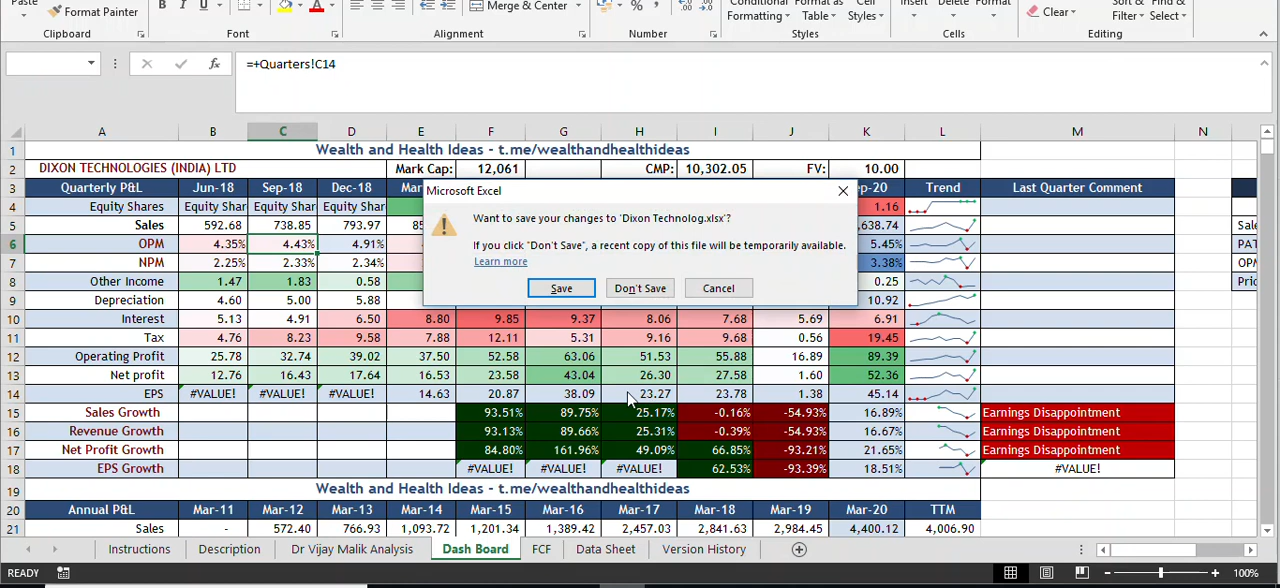 Paste Format Painter B I U Merge & Center % , Conditional Format as Cell Insert Delete Format Sort & Find &
Formatting Table Styles Clear Filter Select
Clipboard Font Alignment Number Styles Cells Editing
fx =+Quarters!C14
A B C D E F G H I J K L M N
1 Wealth and Health Ideas - t.me/wealthandhealthideas
2 DIXON TECHNOLOGIES (INDIA) LTD Mark Cap: 12,061 CMP: 10,302.05 FV: 10.00
3 Quarterly P&L Jun-18 Sep-18 Dec-18 Trend Last Quarter Comment
4 Equity Shares Equity Shar Equity Shar Equity Shar 1.16
5 Sales 592.68 738.85 793.97
6 OPM 4.35% 4.43% 4.91% 5.45%
7 NPM 2.25% 2.33% 2.34% 3.38%
8 Other Income 1.47 1.83 0.58 0.25
9 Depreciation 4.60 5.00 5.88 10.92
Microsoft Excel
Want to save your changes to 'Dixon Technolog.xlsx'?
If you click "Don't Save", a recent copy of this file will be temporarily available.
Learn more
Save Don't Save Cancel
10 Interest 5.13 4.91 6.50 8.80 9.85 9.37 8.06 7.68 5.69 6.91
11 Tax 4.76 8.23 9.58 7.88 12.11 5.31 9.16 9.68 0.56 19.45
12 Operating Profit 25.78 32.74 39.02 37.50 52.58 63.06 51.53 55.88 16.89 89.39
13 Net profit 12.76 16.43 17.64 16.53 23.58 43.04 26.30 27.58 1.60 52.36
14 EPS #VALUE! #VALUE! #VALUE! 14.63 20.87 38.09 23.27 23.78 1.38 45.14
15 Sales Growth 93.51% 89.75% 25.17% -0.16% -54.93% 16.89% Earnings Disappointment
16 Revenue Growth 93.13% 89.66% 25.31% -0.39% -54.93% 16.67% Earnings Disappointment
17 Net Profit Growth 84.80% 161.96% 49.09% 66.85% -93.21% 21.65% Earnings Disappointment
18 EPS Growth #VALUE! #VALUE! #VALUE! 62.53% -93.39% 18.51% #VALUE!
19 Wealth and Health Ideas - t.me/wealthandhealthideas
20 Annual P&L Mar-11 Mar-12 Mar-13 Mar-14 Mar-15 Mar-16 Mar-17 Mar-18 Mar-19 Mar-20 TTM
21 Sales - 572.40 766.93 1,093.72 1,201.34 1,389.42 2,457.03 2,841.63 2,984.45 4,400.12 4,006.90
Instructions Description Dr Vijay Malik Analysis Dash Board FCF Data Sheet Version History
READY 100%